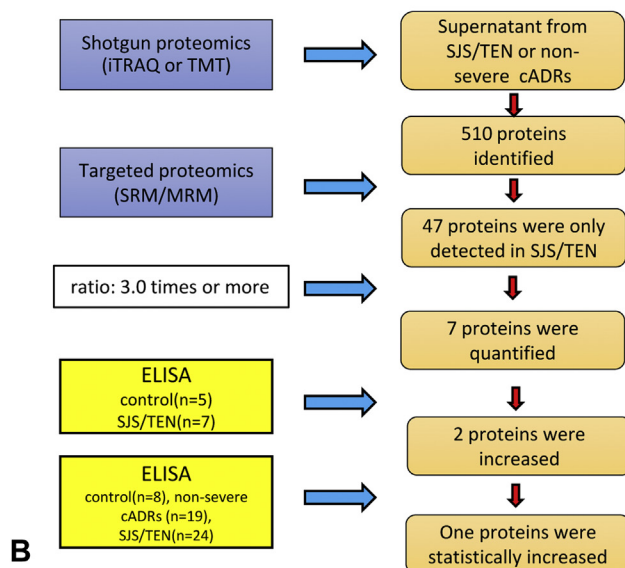 Shotgun proteomics
(iTRAQ or TMT)
Supernatant from
SJS/TEN or non-
severe cADRs
510 proteins
identified
Targeted proteomics
(SRM/MRM)
47 proteins were only
detected in SJS/TEN
ratio: 3.0 times or more
7 proteins were
quantified
ELISA
control(n=5)
SJS/TEN(n=7)
2 proteins were
increased
ELISA
control(n=8), non-severe
cADRs (n=19),
SJS/TEN(n=24)
One proteins were
statistically increased
B